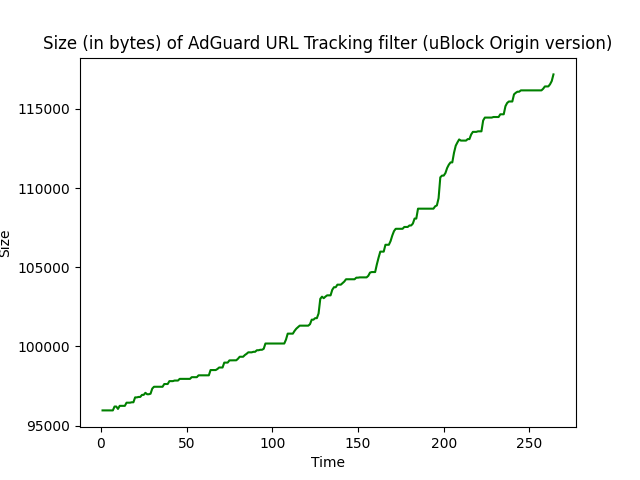 Size (in bytes) of AdGuard URL Tracking filter (uBlock Origin version)
115000
110000
105000
100000
95000
Size
0 50 100 150 200 250
Time